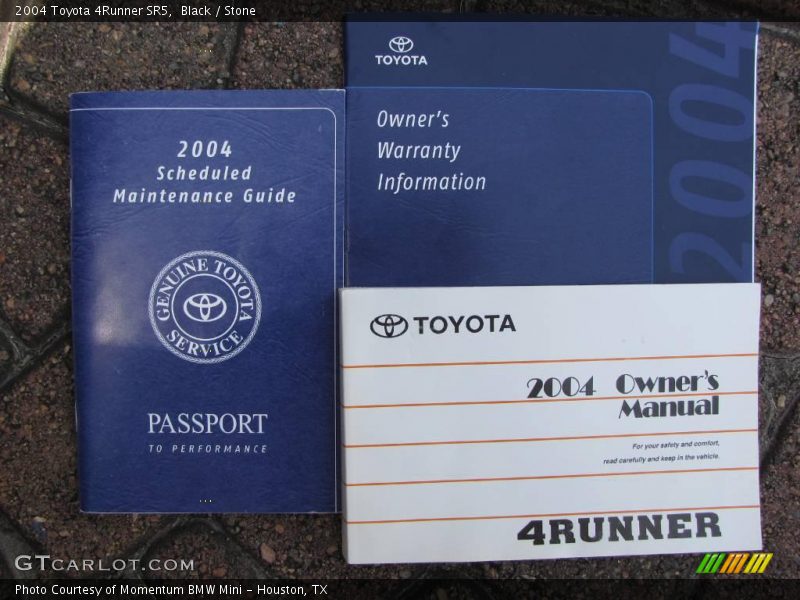 2004 Toyota 4Runner SR5, Black / Stone
TOYOTA
Owner's
Warranty
Information
2004
2004
Scheduled
Maintenance Guide
GENUINE TOYOTA
SERVICE
PASSPORT
TO PERFORMANCE
TOYOTA
2004 Owner's
Manual
For your safety and comfort,
read carefully and keep in the vehicle.
4RUNNER
GTcarlot.com
Photo Courtesy of Momentum BMW Mini - Houston, TX